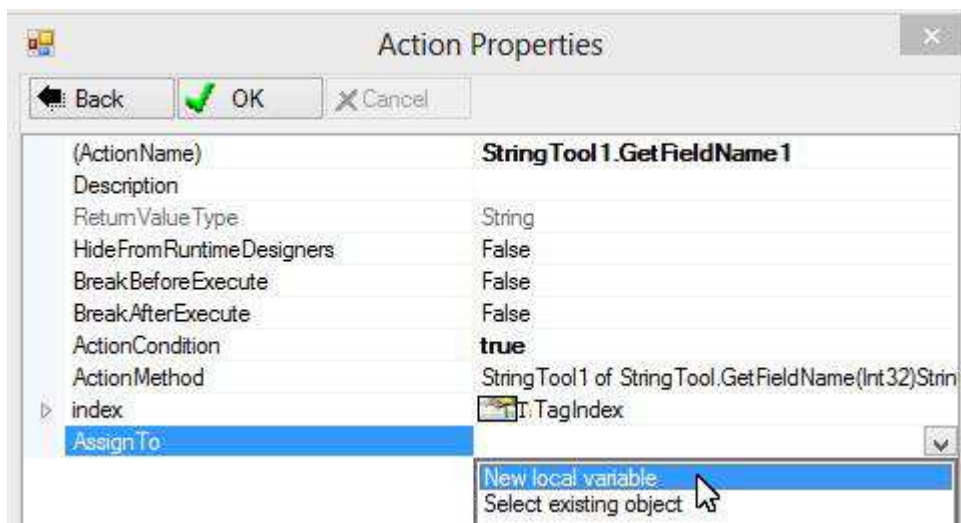 Action Properties
Back OK Cancel
(ActionName) StringTool1.GetFieldName1
Description
ReturnValueType String
HideFromRuntimeDesigners False
BreakBeforeExecute False
BreakAfterExecute False
ActionCondition true
ActionMethod StringTool1 of StringTool.GetFieldName(Int32)Strin
index TagIndex
AssignTo
New local variable
Select existing object